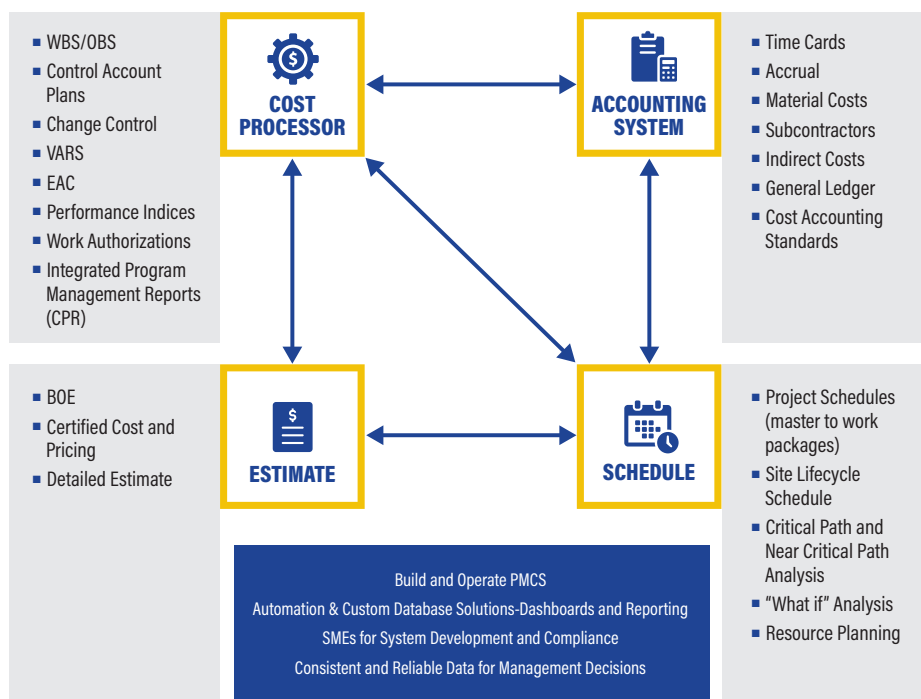 ■ WBS/OBS
■ Control Account
Plans
■ Change Control
■ VARS
■ EAC
■ Performance Indices
■ Work Authorizations
■ Integrated Program
Management Reports
(CPR)
$
COST
PROCESSOR
ACCOUNTING
SYSTEM
■ Time Cards
■ Accrual
■ Material Costs
■ Subcontractors
■ Indirect Costs
■ General Ledger
■ Cost Accounting
Standards
■ BOE
■ Certified Cost and
Pricing
■ Detailed Estimate
$
ESTIMATE
SCHEDULE
■ Project Schedules
(master to work
packages)
■ Site Lifecycle
Schedule
■ Critical Path and
Near Critical Path
Analysis
■ “What if” Analysis
■ Resource Planning
Build and Operate PMCS
Automation & Custom Database Solutions-Dashboards and Reporting
SMEs for System Development and Compliance
Consistent and Reliable Data for Management Decisions